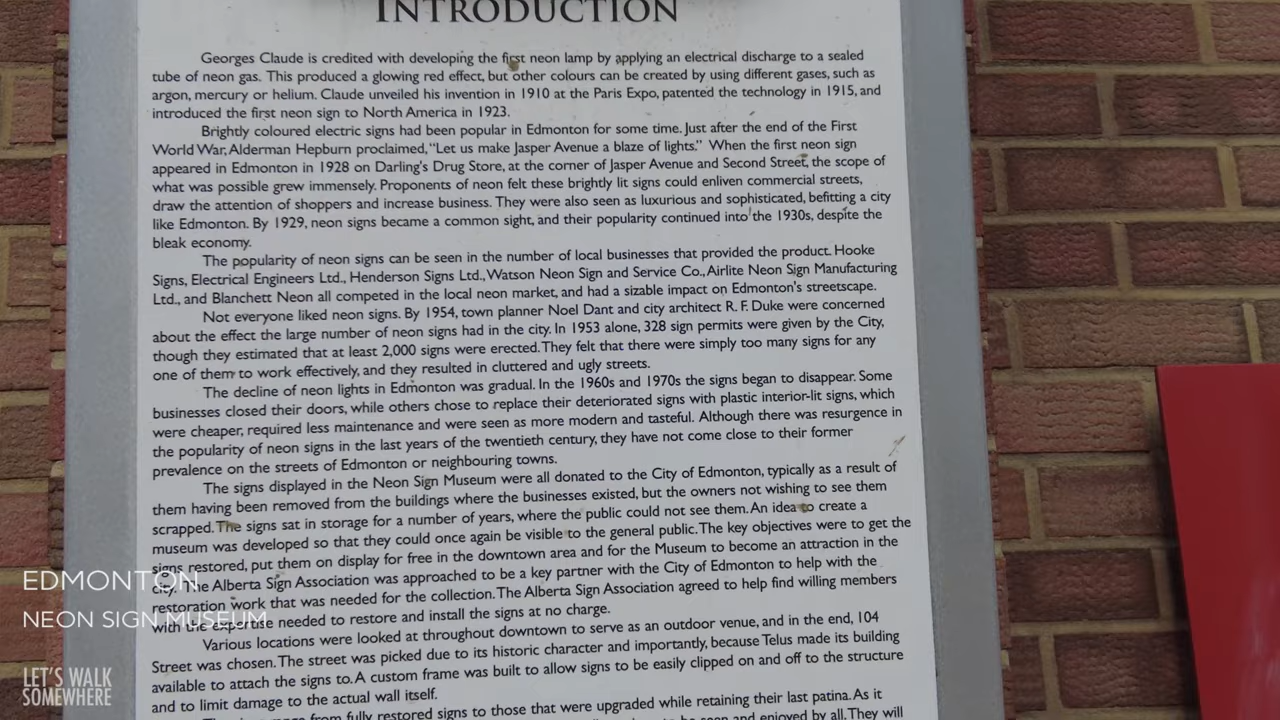 INTRODUCTION
Georges Claude is credited with developing the first neon lamp by applying an electrical discharge to a sealed
tube of neon gas. This produced a glowing red effect, but other colours can be created by using different gases, such as
argon, mercury or helium. Claude unveiled his invention in 1910 at the Paris Expo, patented the technology in 1915, and
introduced the first neon sign to North America in 1923.
Brightly coloured electric signs had been popular in Edmonton for some time. Just after the end of the First
World War, Alderman Hepburn proclaimed, "Let us make Jasper Avenue a blaze of lights." When the first neon sign
appeared in Edmonton in 1928 on Darling's Drug Store, at the corner of Jasper Avenue and Second Street, the scope of
what was possible grew immensely. Proponents of neon felt these brightly lit signs could enliven commercial streets,
draw the attention of shoppers and increase business. They were also seen as luxurious and sophisticated, befitting a city
like Edmonton. By 1929, neon signs became a common sight, and their popularity continued into the 1930s, despite the
bleak economy.
The popularity of neon signs can be seen in the number of local businesses that provided the product. Hooke
Signs, Electrical Engineers Ltd., Henderson Signs Ltd., Watson Neon Sign and Service Co., Airlite Neon Sign Manufacturing
Ltd., and Blanchett Neon all competed in the local neon market, and had a sizable impact on Edmonton's streetscape.
Not everyone liked neon signs. By 1954, town planner Noel Dant and city architect R. F. Duke were concerned
about the effect the large number of neon signs had in the city. In 1953 alone, 328 sign permits were given by the City,
though they estimated that at least 2,000 signs were erected. They felt that there were simply too many signs for any
one of them to work effectively, and they resulted in cluttered and ugly streets.
The decline of neon lights in Edmonton was gradual. In the 1960s and 1970s the signs began to disappear. Some
businesses closed their doors, while others chose to replace their deteriorated signs with plastic interior-lit signs, which
were cheaper, required less maintenance and were seen as more modern and tasteful. Although there was resurgence in
the popularity of neon signs in the last years of the twentieth century, they have not come close to their former
prevalence on the streets of Edmonton or neighbouring towns.
The signs displayed in the Neon Sign Museum were all donated to the City of Edmonton, typically as a result of
them having been removed from the buildings where the businesses existed, but the owners not wishing to see them
scrapped. The signs sat in storage for a number of years, where the public could not see them. An idea to create a
museum was developed so that they could once again be visible to the general public. The key objectives were to get the
signs restored, put them on display for free in the downtown area and for the Museum to become an attraction in the
city. The Alberta Sign Association was approached to be a key partner with the City of Edmonton to help with the
restoration work that was needed for the collection. The Alberta Sign Association agreed to help find willing members
with the expertise needed to restore and install the signs at no charge.
Various locations were looked at throughout downtown to serve as an outdoor venue, and in the end, 104
Street was chosen. The street was picked due to its historic character and importantly, because Telus made its building
available to attach the signs to. A custom frame was built to allow signs to be easily clipped on and off to the structure
and to limit damage to the actual wall itself.
from fully restored signs to those that were upgraded while retaining their last patina. As it
seen and enjoyed by all. They will
EDMONTON
NEON SIGN MUSEUM
LET'S WALK
SOMEWHERE